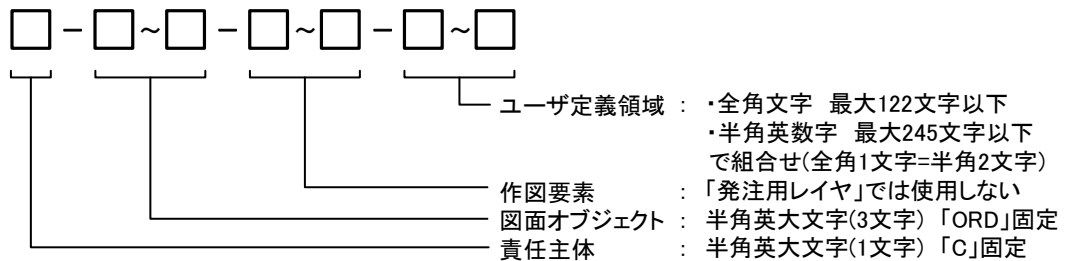 □－□～□－□～□－□～□
ユーザ定義領域 : ・全角文字 最大122文字以下
・半角英数字 最大245文字以下
で組合せ(全角1文字=半角2文字)
作図要素 : 「発注用レイヤ」では使用しない
図面オブジェクト : 半角英大文字(3文字) 「ORD」固定
責任主体 : 半角英大文字(1文字) 「C」固定